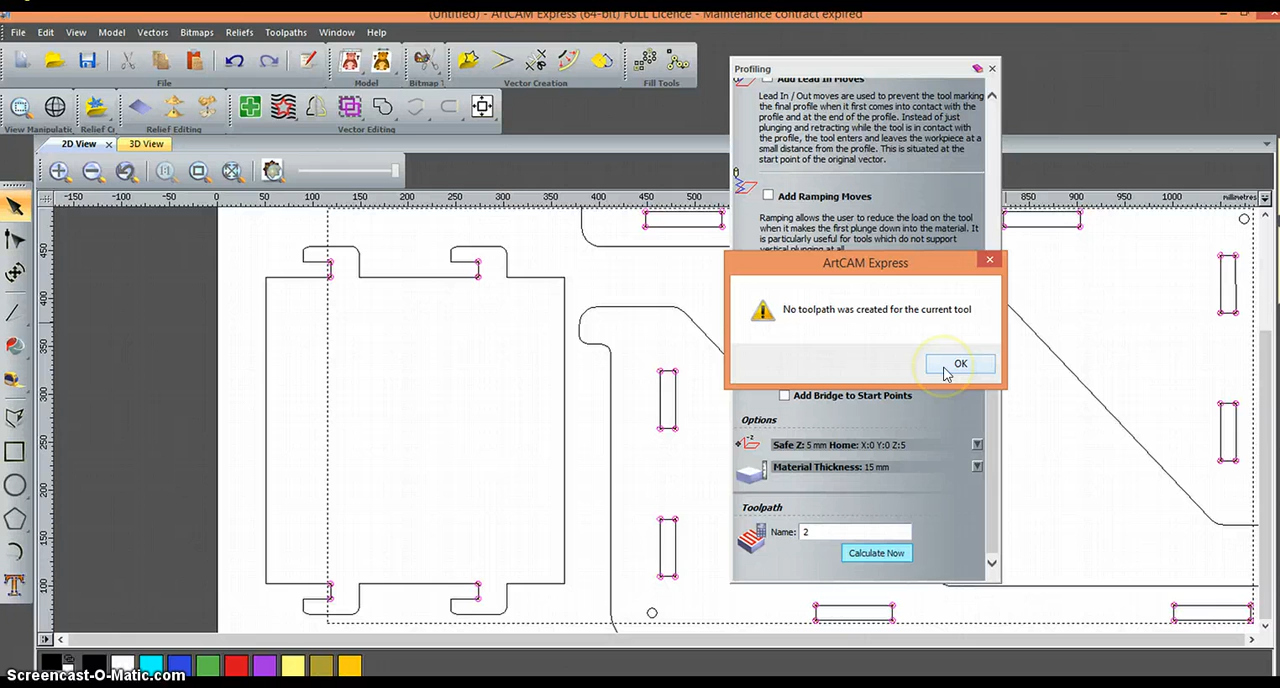 (Untitled) - ArtCAM Express (64-bit) FULL Licence - Maintenance contract expired
File Edit View Model Vectors Bitmaps Reliefs Toolpaths Window Help
File Model Bitmap Vector Creation Fill Tools
View Manipulatic Relief Cr Relief Editing Vector Editing
2D View 3D View
50 0 50 100 150 200 250 300 350 400 450 500 850 900 950 1000 millimetres
450
400
350
300
250
200
150
100
Profiling
Add Lead In Moves
Lead In / Out moves are used to prevent the tool marking
the final profile when it first comes into contact with the
profile and at the end of the profile. Instead of just
plunging and retracting while the tool is in contact with
the profile, the tool enters and leaves the workpiece at a
small distance from the profile. This is situated at the
start point of the original vector.
Add Ramping Moves
Ramping allows the user to reduce the load on the tool
when it makes the first plunge down into the material. It
is particularly useful for tools which do not support
vertical plunging at all.
ArtCAM Express
No toolpath was created for the current tool
OK
Add Bridge to Start Points
Options
Safe Z: 5 mm Home: X:0 Y:0 Z:5
Material Thickness: 15 mm
Toolpath
Name: 2
Calculate Now
Screencast-O-Matic.com